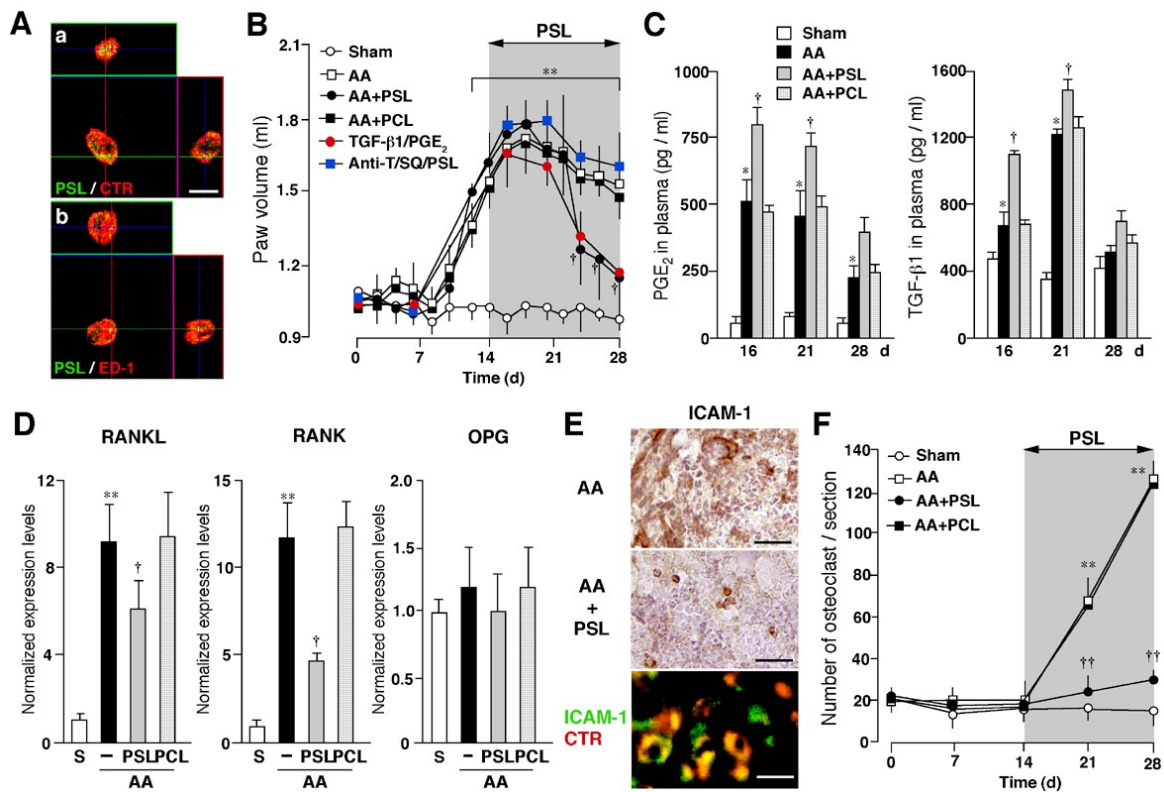 A
a
PSL / CTR
b
PSL / ED-1
B
PSL
Sham
AA
AA+PSL
AA+PCL
TGF-β1/PGE2
Anti-T/SQ/PSL
**
Paw volume (ml)
2.1
1.8
1.5
1.2
0.9
†
†
†
0 7 14 21 28
Time (d)
C
Sham
AA
AA+PSL
AA+PCL
PGE2 in plasma (pg / ml)
1000
750
500
250
0
* † * † *
16 21 28 d
TGF-β1 in plasma (pg / ml)
1600
1200
800
400
0
* † * †
16 21 28 d
D
RANKL
Normalized expression levels
12
8
4
0
** †
S – PSL PCL
AA
RANK
Normalized expression levels
15
10
5
0
** †
S – PSL PCL
AA
OPG
Normalized expression levels
2.0
1.5
1.0
0.5
0
S – PSL PCL
AA
E
ICAM-1
AA
AA
+
PSL
ICAM-1
CTR
F
PSL
Sham
AA
AA+PSL
AA+PCL
Number of osteoclast / section
140
120
100
80
60
40
20
0
**
**
††
††
0 7 14 21 28
Time (d)